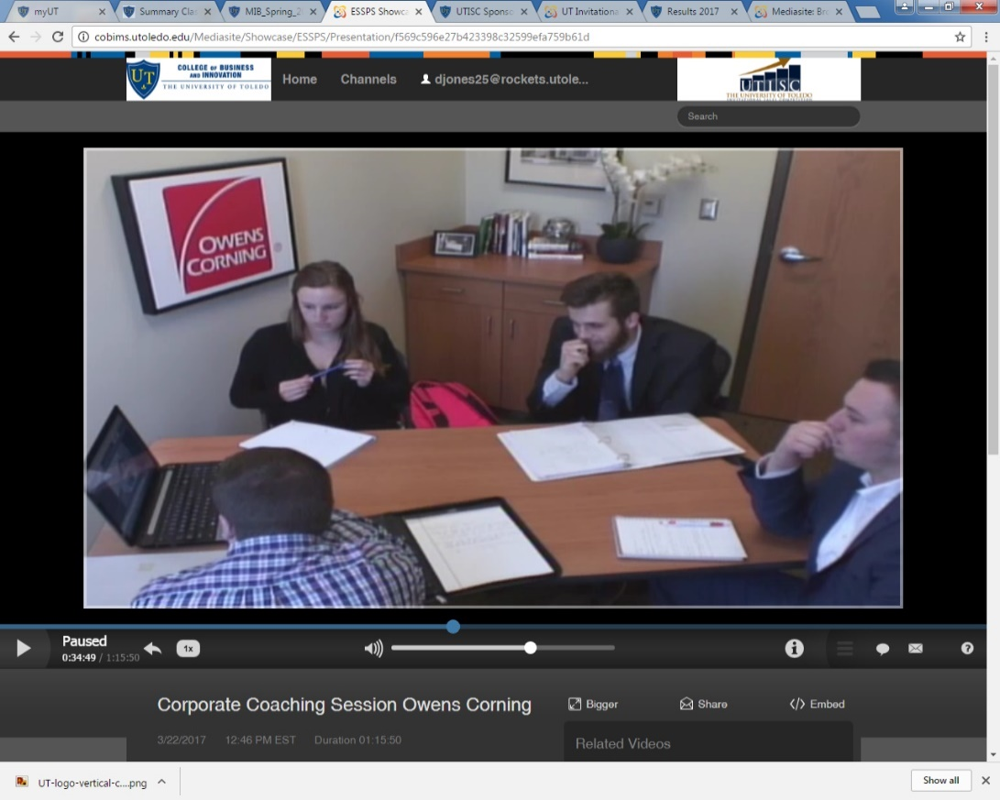 myUT
Summary Cla
MIB_Spring_2
ESSPS Showca
UTISC Sponsc
UT Invitationa
Results 2017
Mediasite: Bro
cobims.utoledo.edu/Mediasite/Showcase/ESSPS/Presentation/f569c596e27b423398c32599efa759b61d
UT
COLLEGE OF BUSINESS
AND INNOVATION
THE UNIVERSITY OF TOLEDO
Home
Channels
djones25@rockets.utole...
UTISC
THE UNIVERSITY OF TOLEDO
Search
OWENS
CORNING
Paused
0:34:49 / 1:15:50
1x
Corporate Coaching Session Owens Corning
Bigger
Share
</> Embed
3/22/2017
12:46 PM EST
Duration 01:15:50
Related Videos
UT-logo-vertical-c....png
Show all